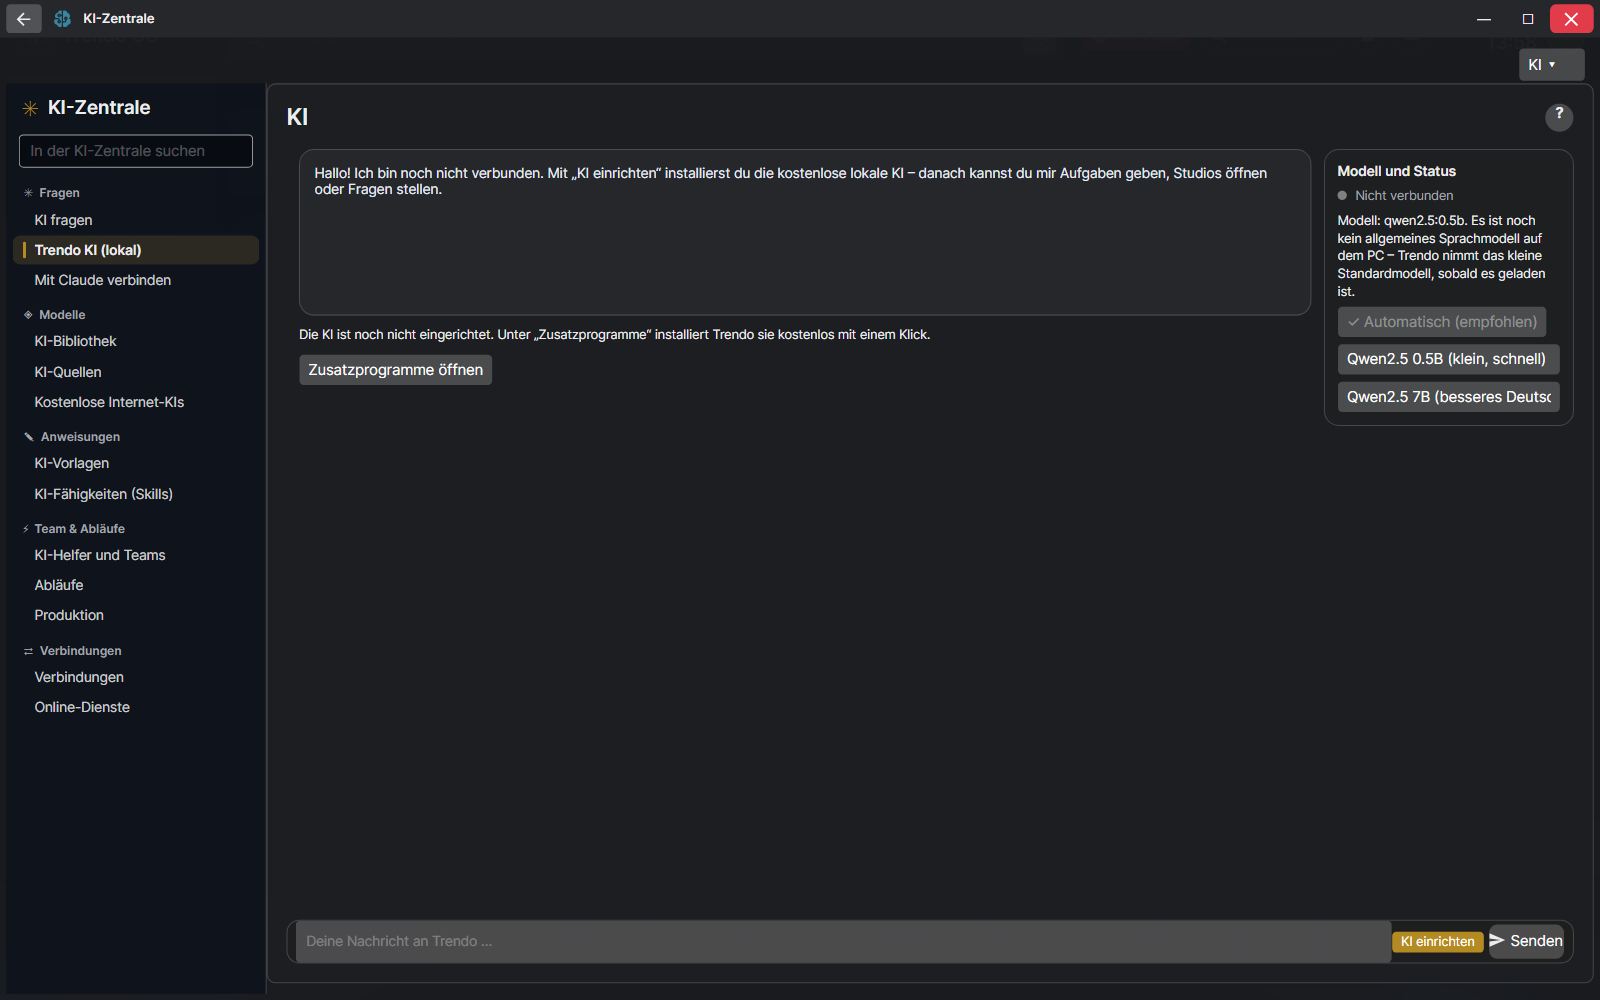 KI-Zentrale
KI ▾
KI-Zentrale
In der KI-Zentrale suchen
Fragen
KI fragen
Trendo KI (lokal)
Mit Claude verbinden
Modelle
KI-Bibliothek
KI-Quellen
Kostenlose Internet-KIs
Anweisungen
KI-Vorlagen
KI-Fähigkeiten (Skills)
Team & Abläufe
KI-Helfer und Teams
Abläufe
Produktion
Verbindungen
Verbindungen
Online-Dienste
KI
?
Hallo! Ich bin noch nicht verbunden. Mit „KI einrichten“ installierst du die kostenlose lokale KI – danach kannst du mir Aufgaben geben, Studios öffnen
oder Fragen stellen.
Die KI ist noch nicht eingerichtet. Unter „Zusatzprogramme“ installiert Trendo sie kostenlos mit einem Klick.
Zusatzprogramme öffnen
Modell und Status
Nicht verbunden
Modell: qwen2.5:0.5b. Es ist noch
kein allgemeines Sprachmodell auf
dem PC – Trendo nimmt das kleine
Standardmodell, sobald es geladen
ist.
✓ Automatisch (empfohlen)
Qwen2.5 0.5B (klein, schnell)
Qwen2.5 7B (besseres Deutsc
Deine Nachricht an Trendo ...
KI einrichten
Senden